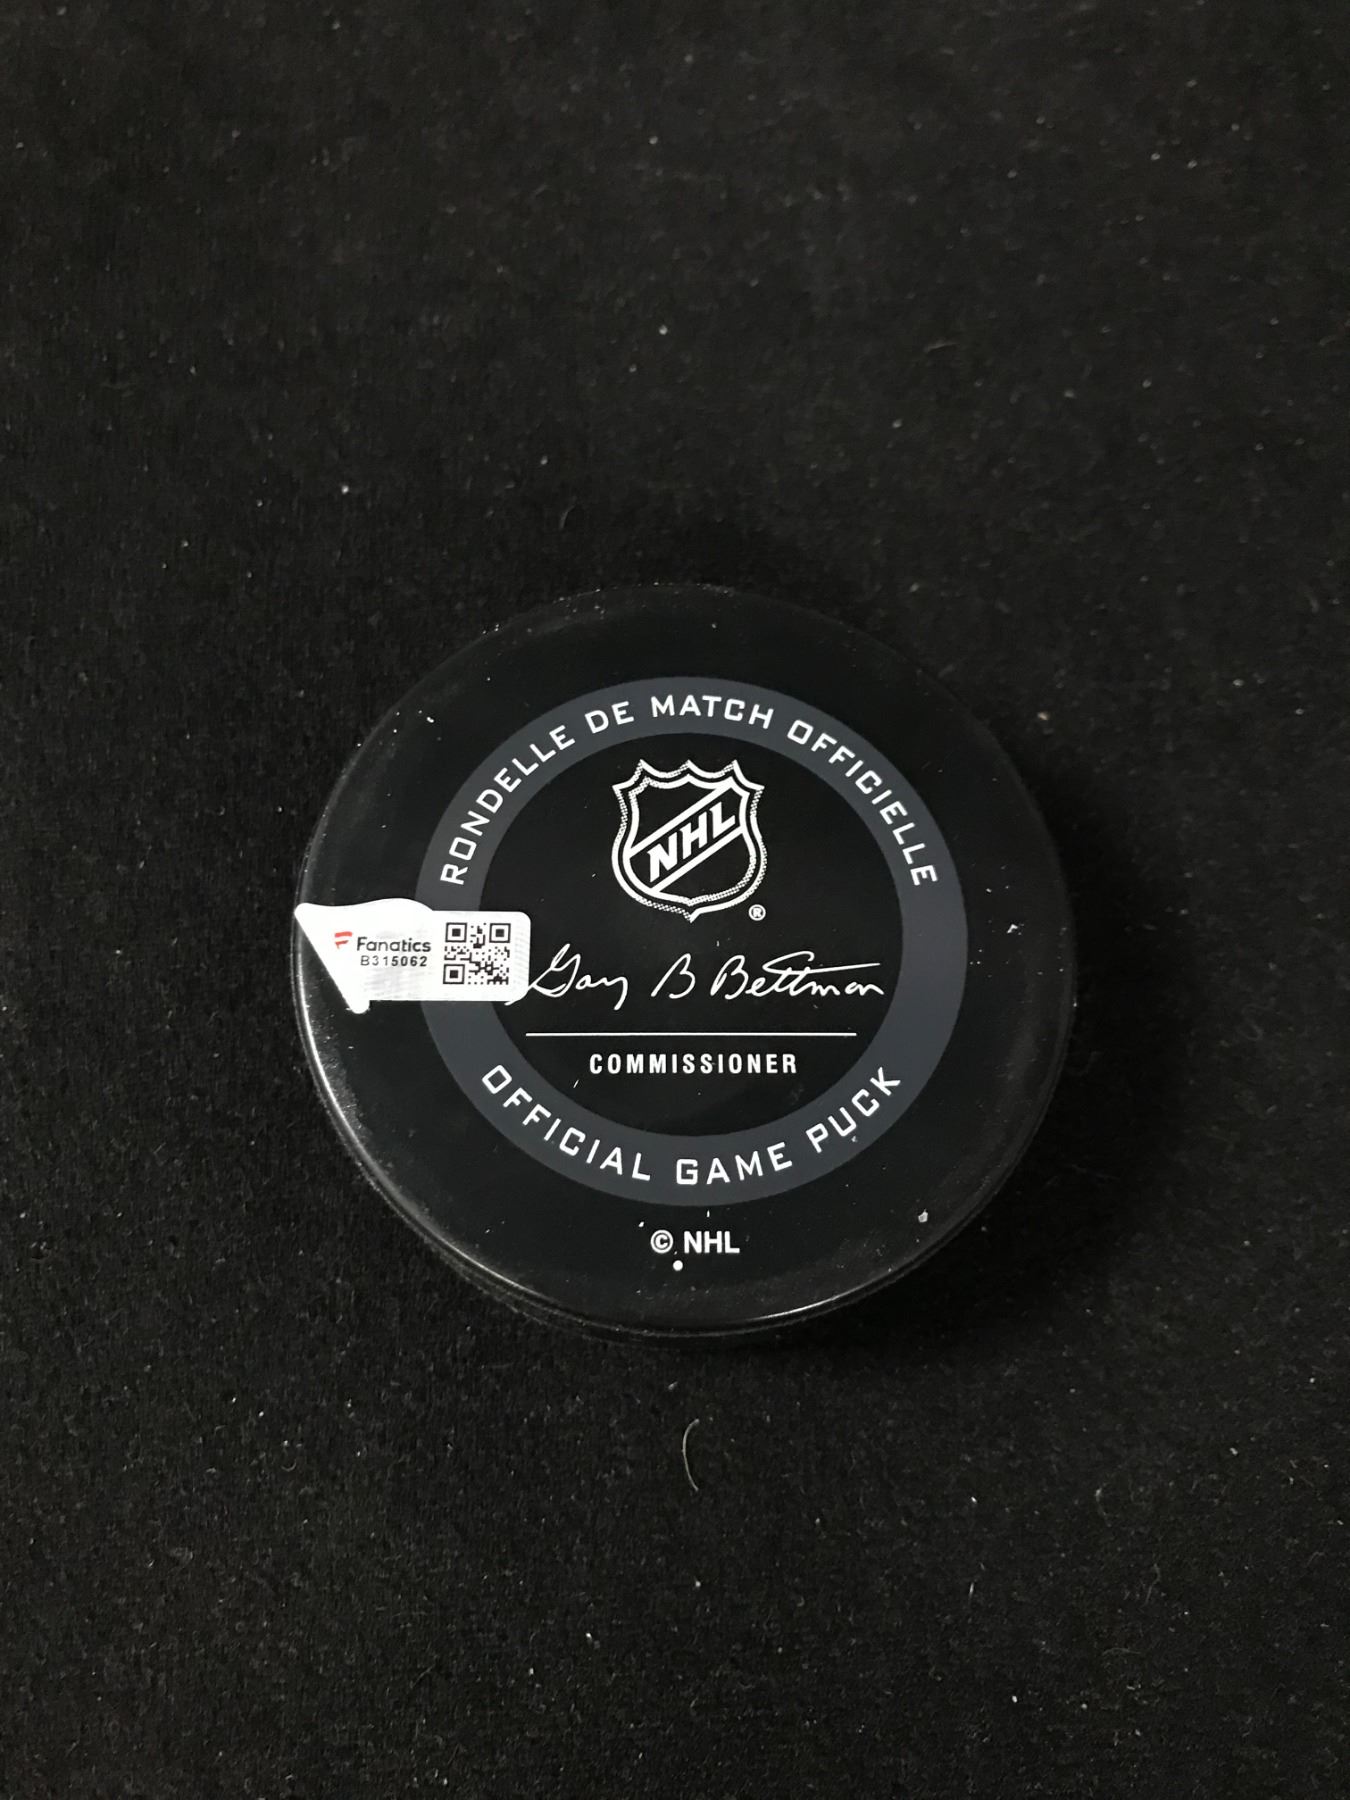 RONDELLE DE MATCH OFFICIELLE
NHL
®
Fanatics
B315062
Gary B Bettman
COMMISSIONER
OFFICIAL GAME PUCK
© NHL